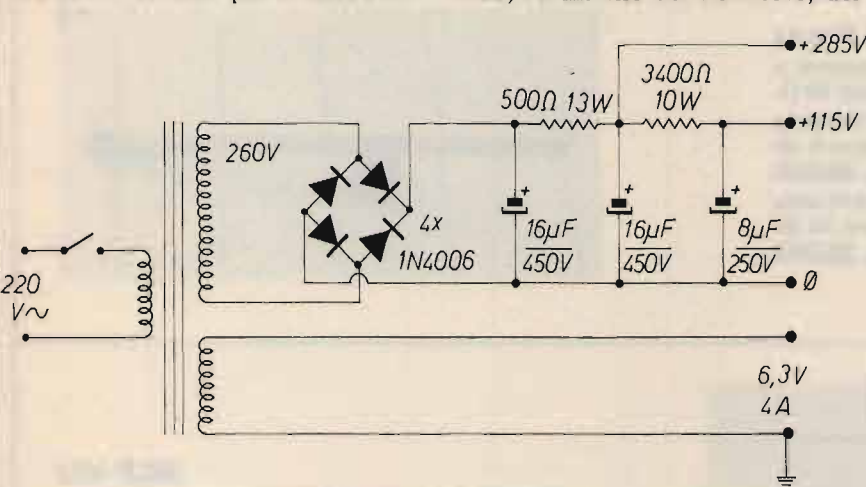 +285V
3400Ω
500Ω 13W
10W
+115V
260V
4x
1N4006
16µF
450V
16µF
450V
8µF
250V
+
+
+
Ø
220
V~
6,3V
4A